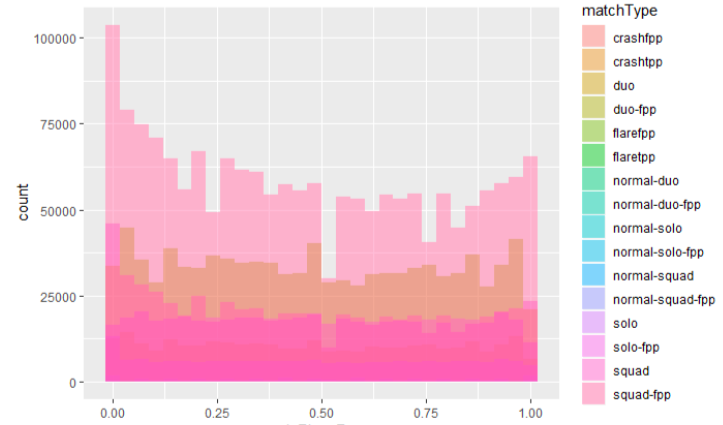 matchType
crashfpp
crashtpp
duo
duo-fpp
flarefpp
flaretpp
normal-duo
normal-duo-fpp
normal-solo
normal-solo-fpp
normal-squad
normal-squad-fpp
solo
solo-fpp
squad
squad-fpp
count
100000
75000
50000
25000
0
0.00 0.25 0.50 0.75 1.00